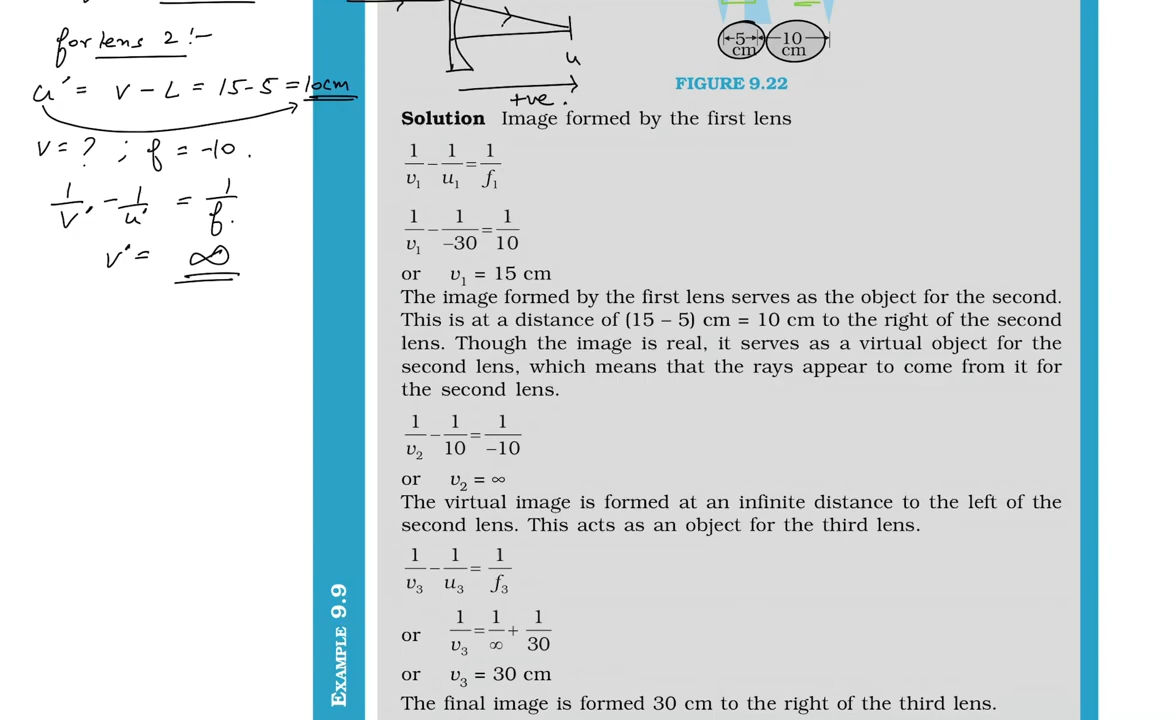 for lens 2 :-
u' = v - L = 15-5 = 10cm
v = ? ; f = -10 .
1/v' - 1/u' = 1/f.
v' = ∞
u
+ve .
5 cm
10 cm
FIGURE 9.22
Solution Image formed by the first lens
1/v₁ − 1/u₁ = 1/f₁
1/v₁ − 1/−30 = 1/10
or v₁ = 15 cm
The image formed by the first lens serves as the object for the second.
This is at a distance of (15 – 5) cm = 10 cm to the right of the second
lens. Though the image is real, it serves as a virtual object for the
second lens, which means that the rays appear to come from it for
the second lens.
1/v₂ − 1/10 = 1/−10
or v₂ = ∞
The virtual image is formed at an infinite distance to the left of the
second lens. This acts as an object for the third lens.
1/v₃ − 1/u₃ = 1/f₃
or 1/v₃ = 1/∞ + 1/30
or v₃ = 30 cm
The final image is formed 30 cm to the right of the third lens.
EXAMPLE 9.9